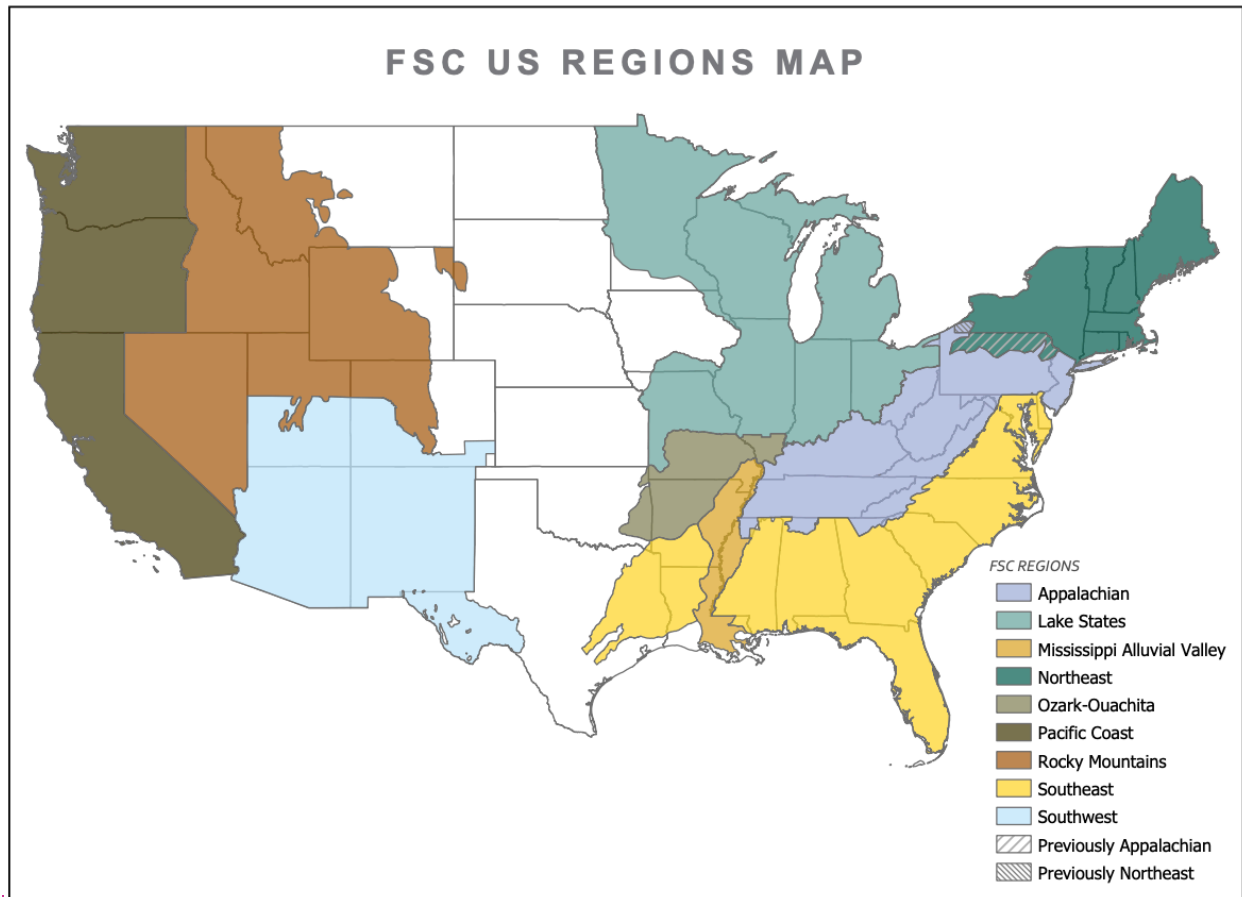 FSC US REGIONS MAP
FSC REGIONS
Appalachian
Lake States
Mississippi Alluvial Valley
Northeast
Ozark-Ouachita
Pacific Coast
Rocky Mountains
Southeast
Southwest
Previously Appalachian
Previously Northeast